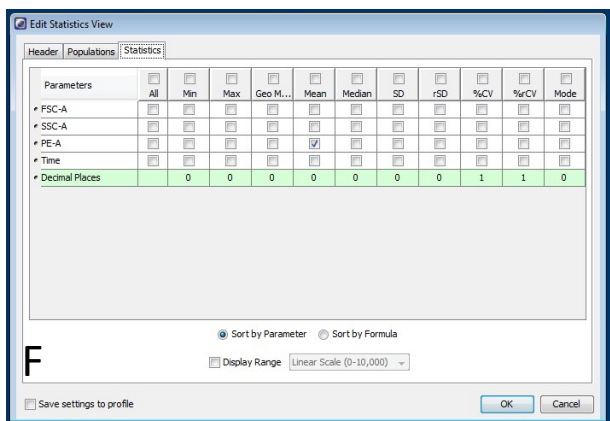 Edit Statistics View
Header Populations Statistics
Parameters All Min Max Geo M... Mean Median SD rSD %CV %rCV Mode
FSC-A
SSC-A
PE-A
Time
Decimal Places 0 0 0 0 0 0 0 1 1 0
Sort by Parameter Sort by Formula
F
Display Range Linear Scale (0-10,000)
Save settings to profile OK Cancel